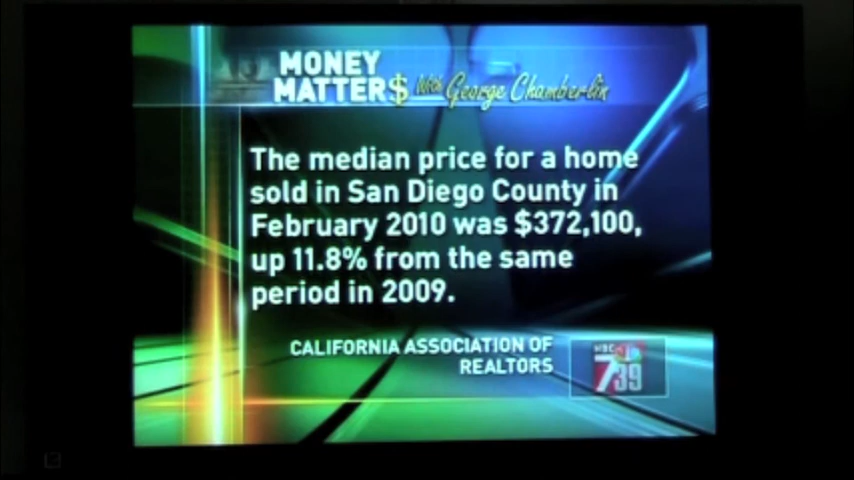 MONEY
MATTER$ With George Chamberlin
The median price for a home
sold in San Diego County in
February 2010 was $372,100,
up 11.8% from the same
period in 2009.
CALIFORNIA ASSOCIATION OF
REALTORS
NBC
7 39